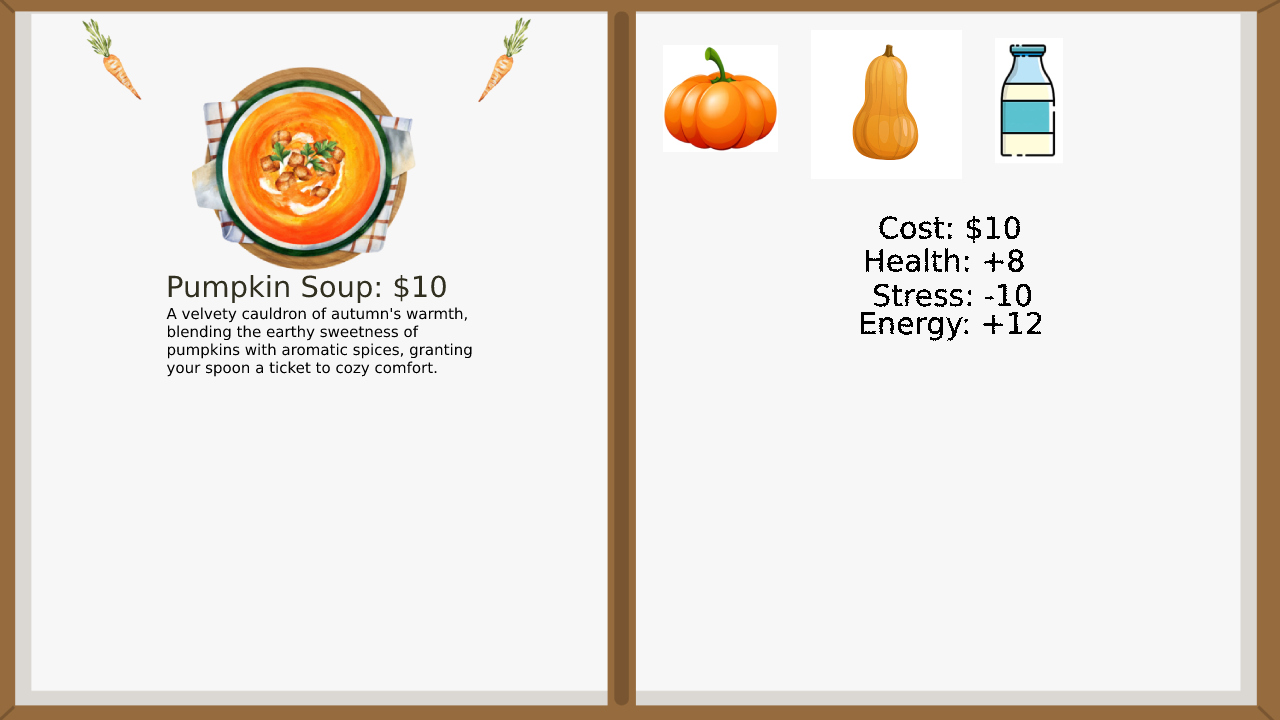 Pumpkin Soup: $10
A velvety cauldron of autumn's warmth,
blending the earthy sweetness of
pumpkins with aromatic spices, granting
your spoon a ticket to cozy comfort.
Cost: $10
Health: +8
Stress: -10
Energy: +12